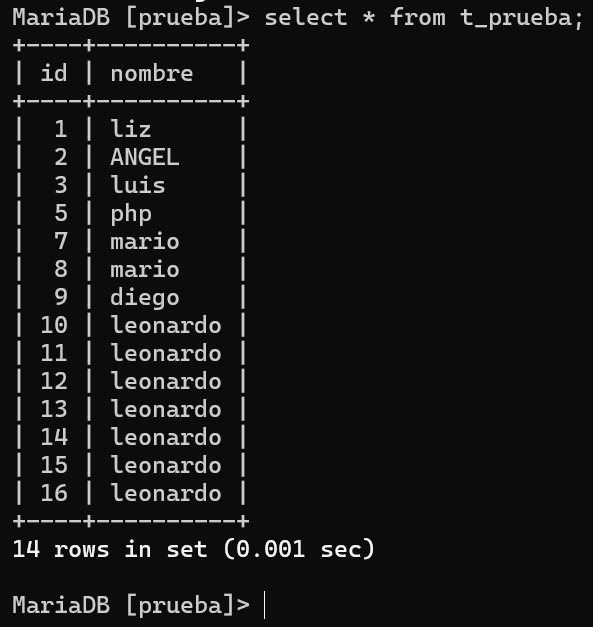 MariaDB [prueba]> select * from t_prueba;
+----+----------+
| id | nombre   |
+----+----------+
|  1 | liz      |
|  2 | ANGEL    |
|  3 | luis     |
|  5 | php      |
|  7 | mario    |
|  8 | mario    |
|  9 | diego    |
| 10 | leonardo |
| 11 | leonardo |
| 12 | leonardo |
| 13 | leonardo |
| 14 | leonardo |
| 15 | leonardo |
| 16 | leonardo |
+----+----------+
14 rows in set (0.001 sec)
MariaDB [prueba]>